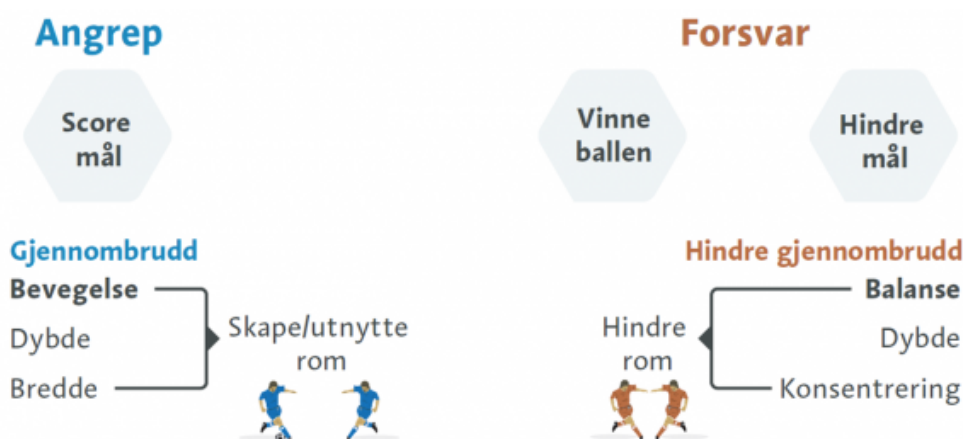 Angrep
Forsvar
Score
mål
Vinne
ballen
Hindre
mål
Gjennombrudd
Bevegelse
Dybde
Bredde
Skape/utnytte
rom
Hindre gjennombrudd
Balanse
Dybde
Konsentrering
Hindre
rom